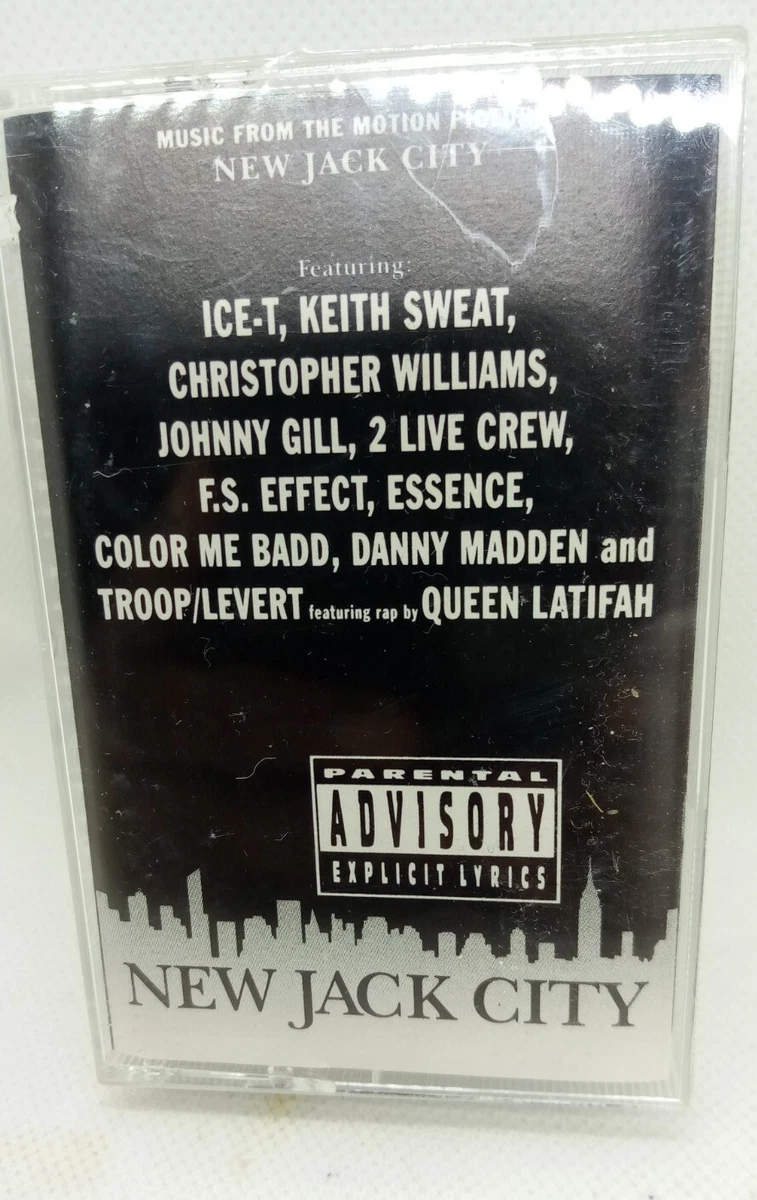 MUSIC FROM THE MOTION PICTURE
NEW JACK CITY
Featuring:
ICE-T, KEITH SWEAT,
CHRISTOPHER WILLIAMS,
JOHNNY GILL, 2 LIVE CREW,
F.S. EFFECT, ESSENCE,
COLOR ME BADD, DANNY MADDEN and
TROOP/LEVERT featuring rap by QUEEN LATIFAH
PARENTAL
ADVISORY
EXPLICIT LYRICS
NEW JACK CITY